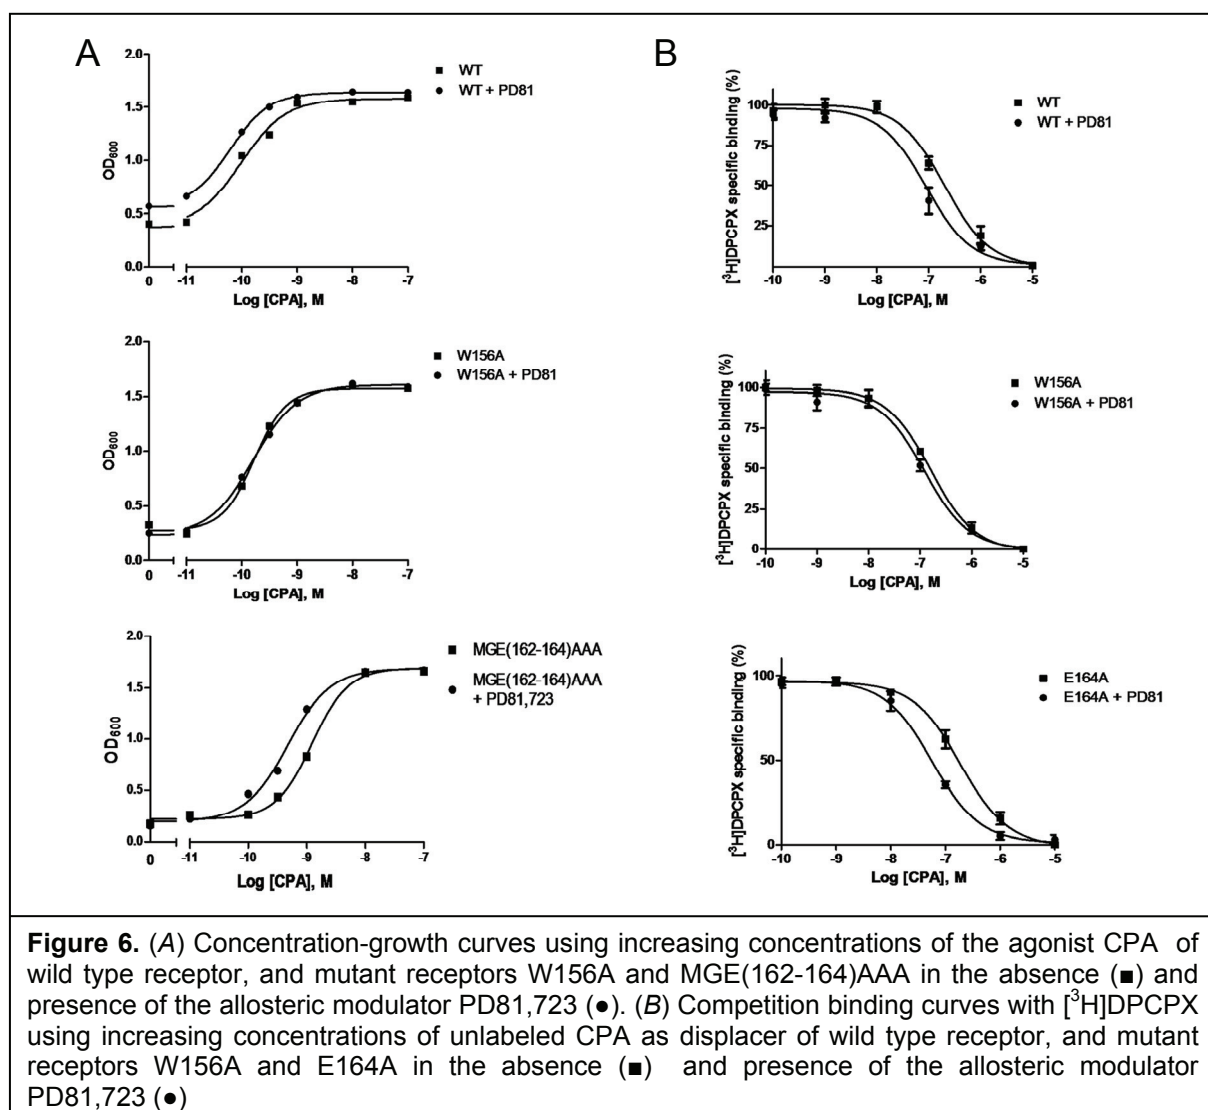 A
2.0
1.5
1.0
0.5
0.0
OD600
0
-11
-10
-9
-8
-7
Log [CPA], M
WT
WT + PD81
B
100
75
50
25
[3H]DPCPX specific binding (%)
-10
-9
-8
-7
-6
-5
Log [CPA], M
WT
WT + PD81
2.0
1.5
1.0
0.5
0.0
OD600
0
-11
-10
-9
-8
-7
Log [CPA], M
W156A
W156A + PD81
100
75
50
25
0
[3H]DPCPX specific binding (%)
-10
-9
-8
-7
-6
-5
Log [CPA], M
W156A
W156A + PD81
2.0
1.5
1.0
0.5
0.0
OD600
0
-11
-10
-9
-8
-7
Log [CPA], M
MGE(162-164)AAA
MGE(162-164)AAA
+ PD81,723
100
50
0
[3H]DPCPX specific binding (%)
-10
-9
-8
-7
-6
-5
Log [CPA], M
E164A
E164A + PD81
Figure 6. (A) Concentration-growth curves using increasing concentrations of the agonist CPA of
wild type receptor, and mutant receptors W156A and MGE(162-164)AAA in the absence (■) and
presence of the allosteric modulator PD81,723 (●). (B) Competition binding curves with [3H]DPCPX
using increasing concentrations of unlabeled CPA as displacer of wild type receptor, and mutant
receptors W156A and E164A in the absence (■) and presence of the allosteric modulator
PD81,723 (●)